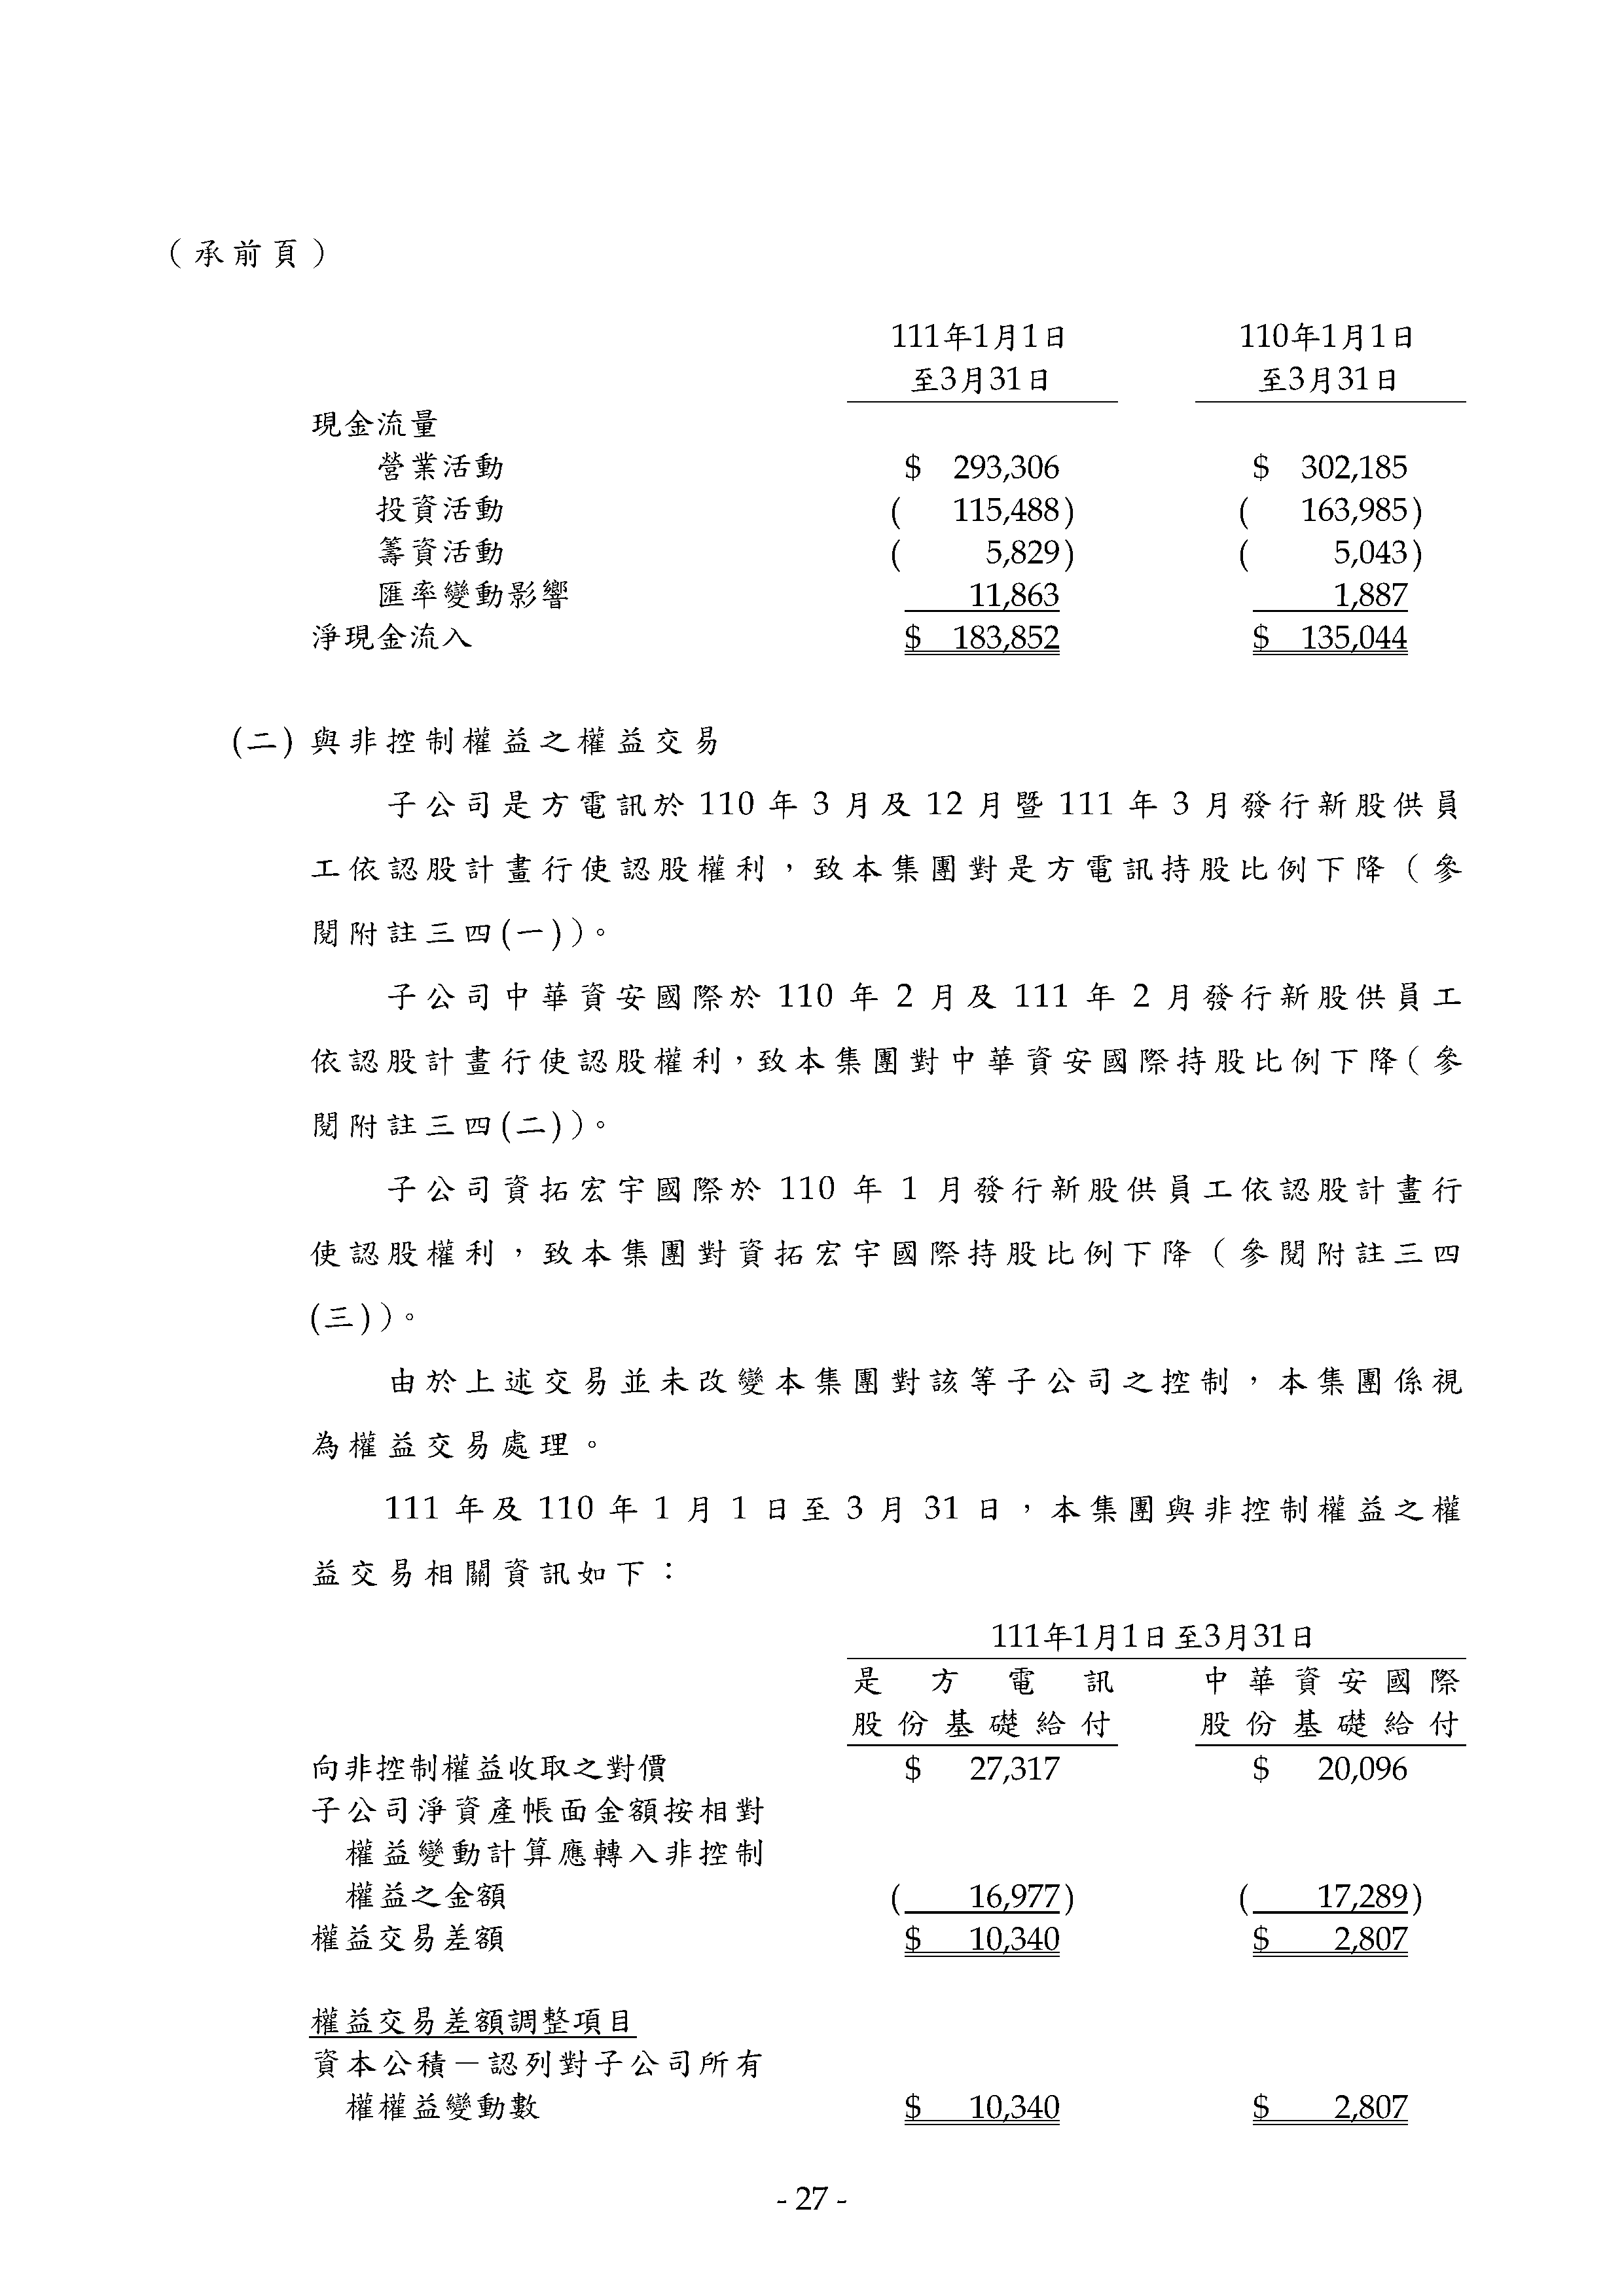 （承前頁）
111年1月1日 110年1月1日
至3月31日 至3月31日
現金流量
營業活動 $ 293,306 $ 302,185
投資活動 ( 115,488) ( 163,985)
籌資活動 ( 5,829) ( 5,043)
匯率變動影響 11,863 1,887
淨現金流入 $ 183,852 $ 135,044
(二) 與非控制權益之權益交易
子公司是方電訊於 110 年 3 月及 12 月暨 111 年 3 月發行新股供員
工依認股計畫行使認股權利，致本集團對是方電訊持股比例下降（參
閱附註三四(一)）。
子公司中華資安國際於 110 年 2 月及 111 年 2 月發行新股供員工
依認股計畫行使認股權利，致本集團對中華資安國際持股比例下降（參
閱附註三四(二)）。
子公司資拓宏宇國際於 110 年 1 月發行新股供員工依認股計畫行
使認股權利，致本集團對資拓宏宇國際持股比例下降（參閱附註三四
(三)）。
由於上述交易並未改變本集團對該等子公司之控制，本集團係視
為權益交易處理。
111 年及 110 年 1 月 1 日至 3 月 31 日，本集團與非控制權益之權
益交易相關資訊如下：
111年1月1日至3月31日
是方電訊 中華資安國際
股份基礎給付 股份基礎給付
向非控制權益收取之對價 $ 27,317 $ 20,096
子公司淨資產帳面金額按相對
權益變動計算應轉入非控制
權益之金額 ( 16,977) ( 17,289)
權益交易差額 $ 10,340 $ 2,807
權益交易差額調整項目
資本公積－認列對子公司所有
權權益變動數 $ 10,340 $ 2,807
- 27 -